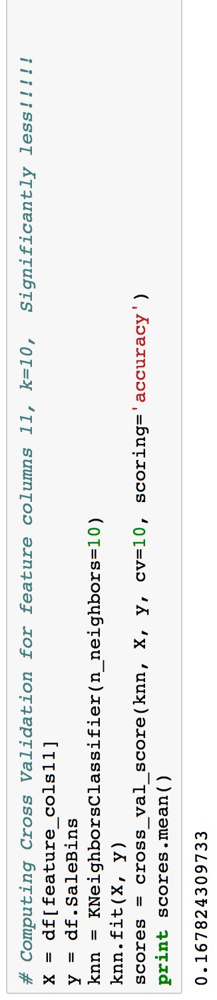 # Computing Cross Validation for feature columns 11, k=10,  Significantly less!!!!!
X = df[feature_cols11]
y = df.SaleBins
knn = KNeighborsClassifier(n_neighbors=10)
knn.fit(X, y)
scores = cross_val_score(knn, X, y, cv=10, scoring='accuracy')
print scores.mean()
0.167824309733